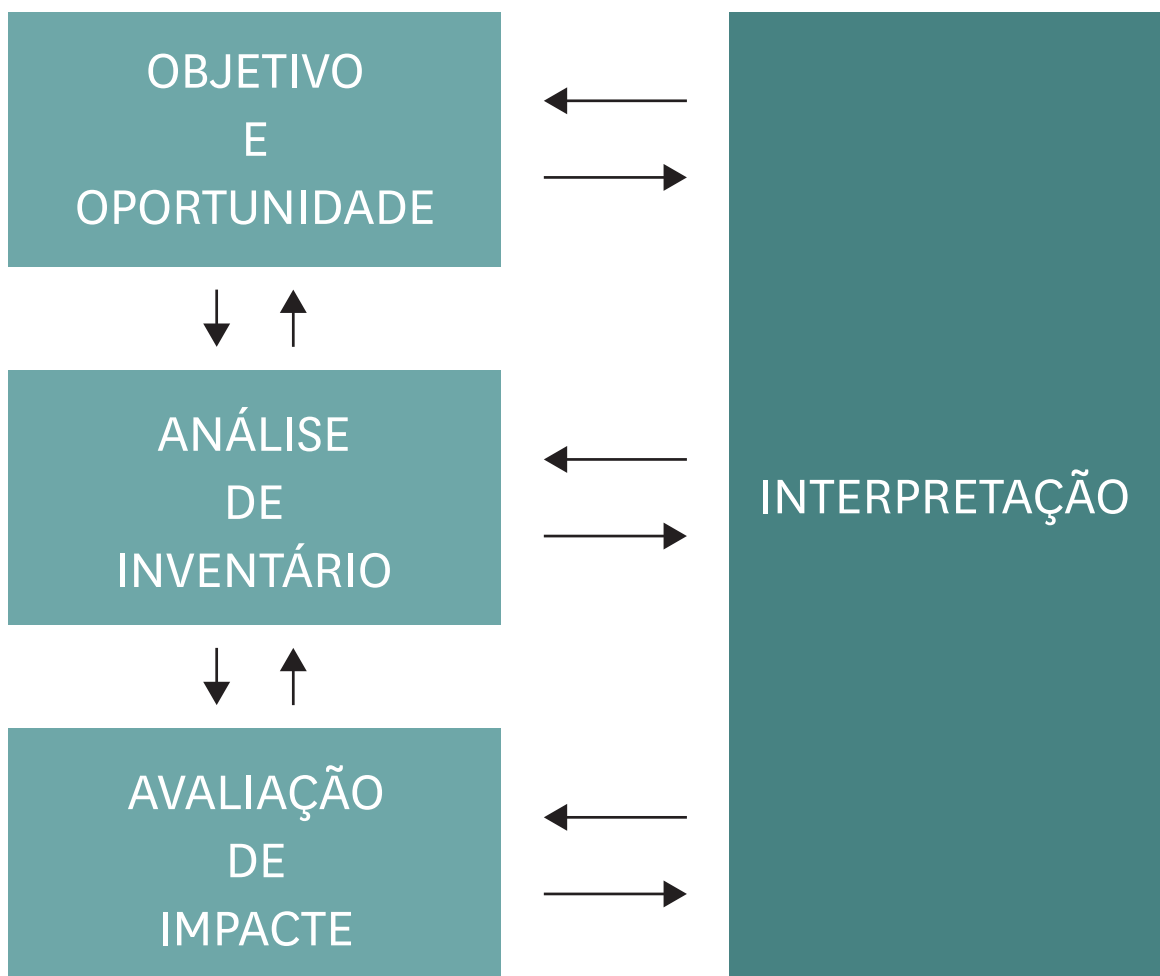 OBJETIVO
E
OPORTUNIDADE
ANÁLISE
DE
INVENTÁRIO
AVALIAÇÃO
DE
IMPACTE
INTERPRETAÇÃO